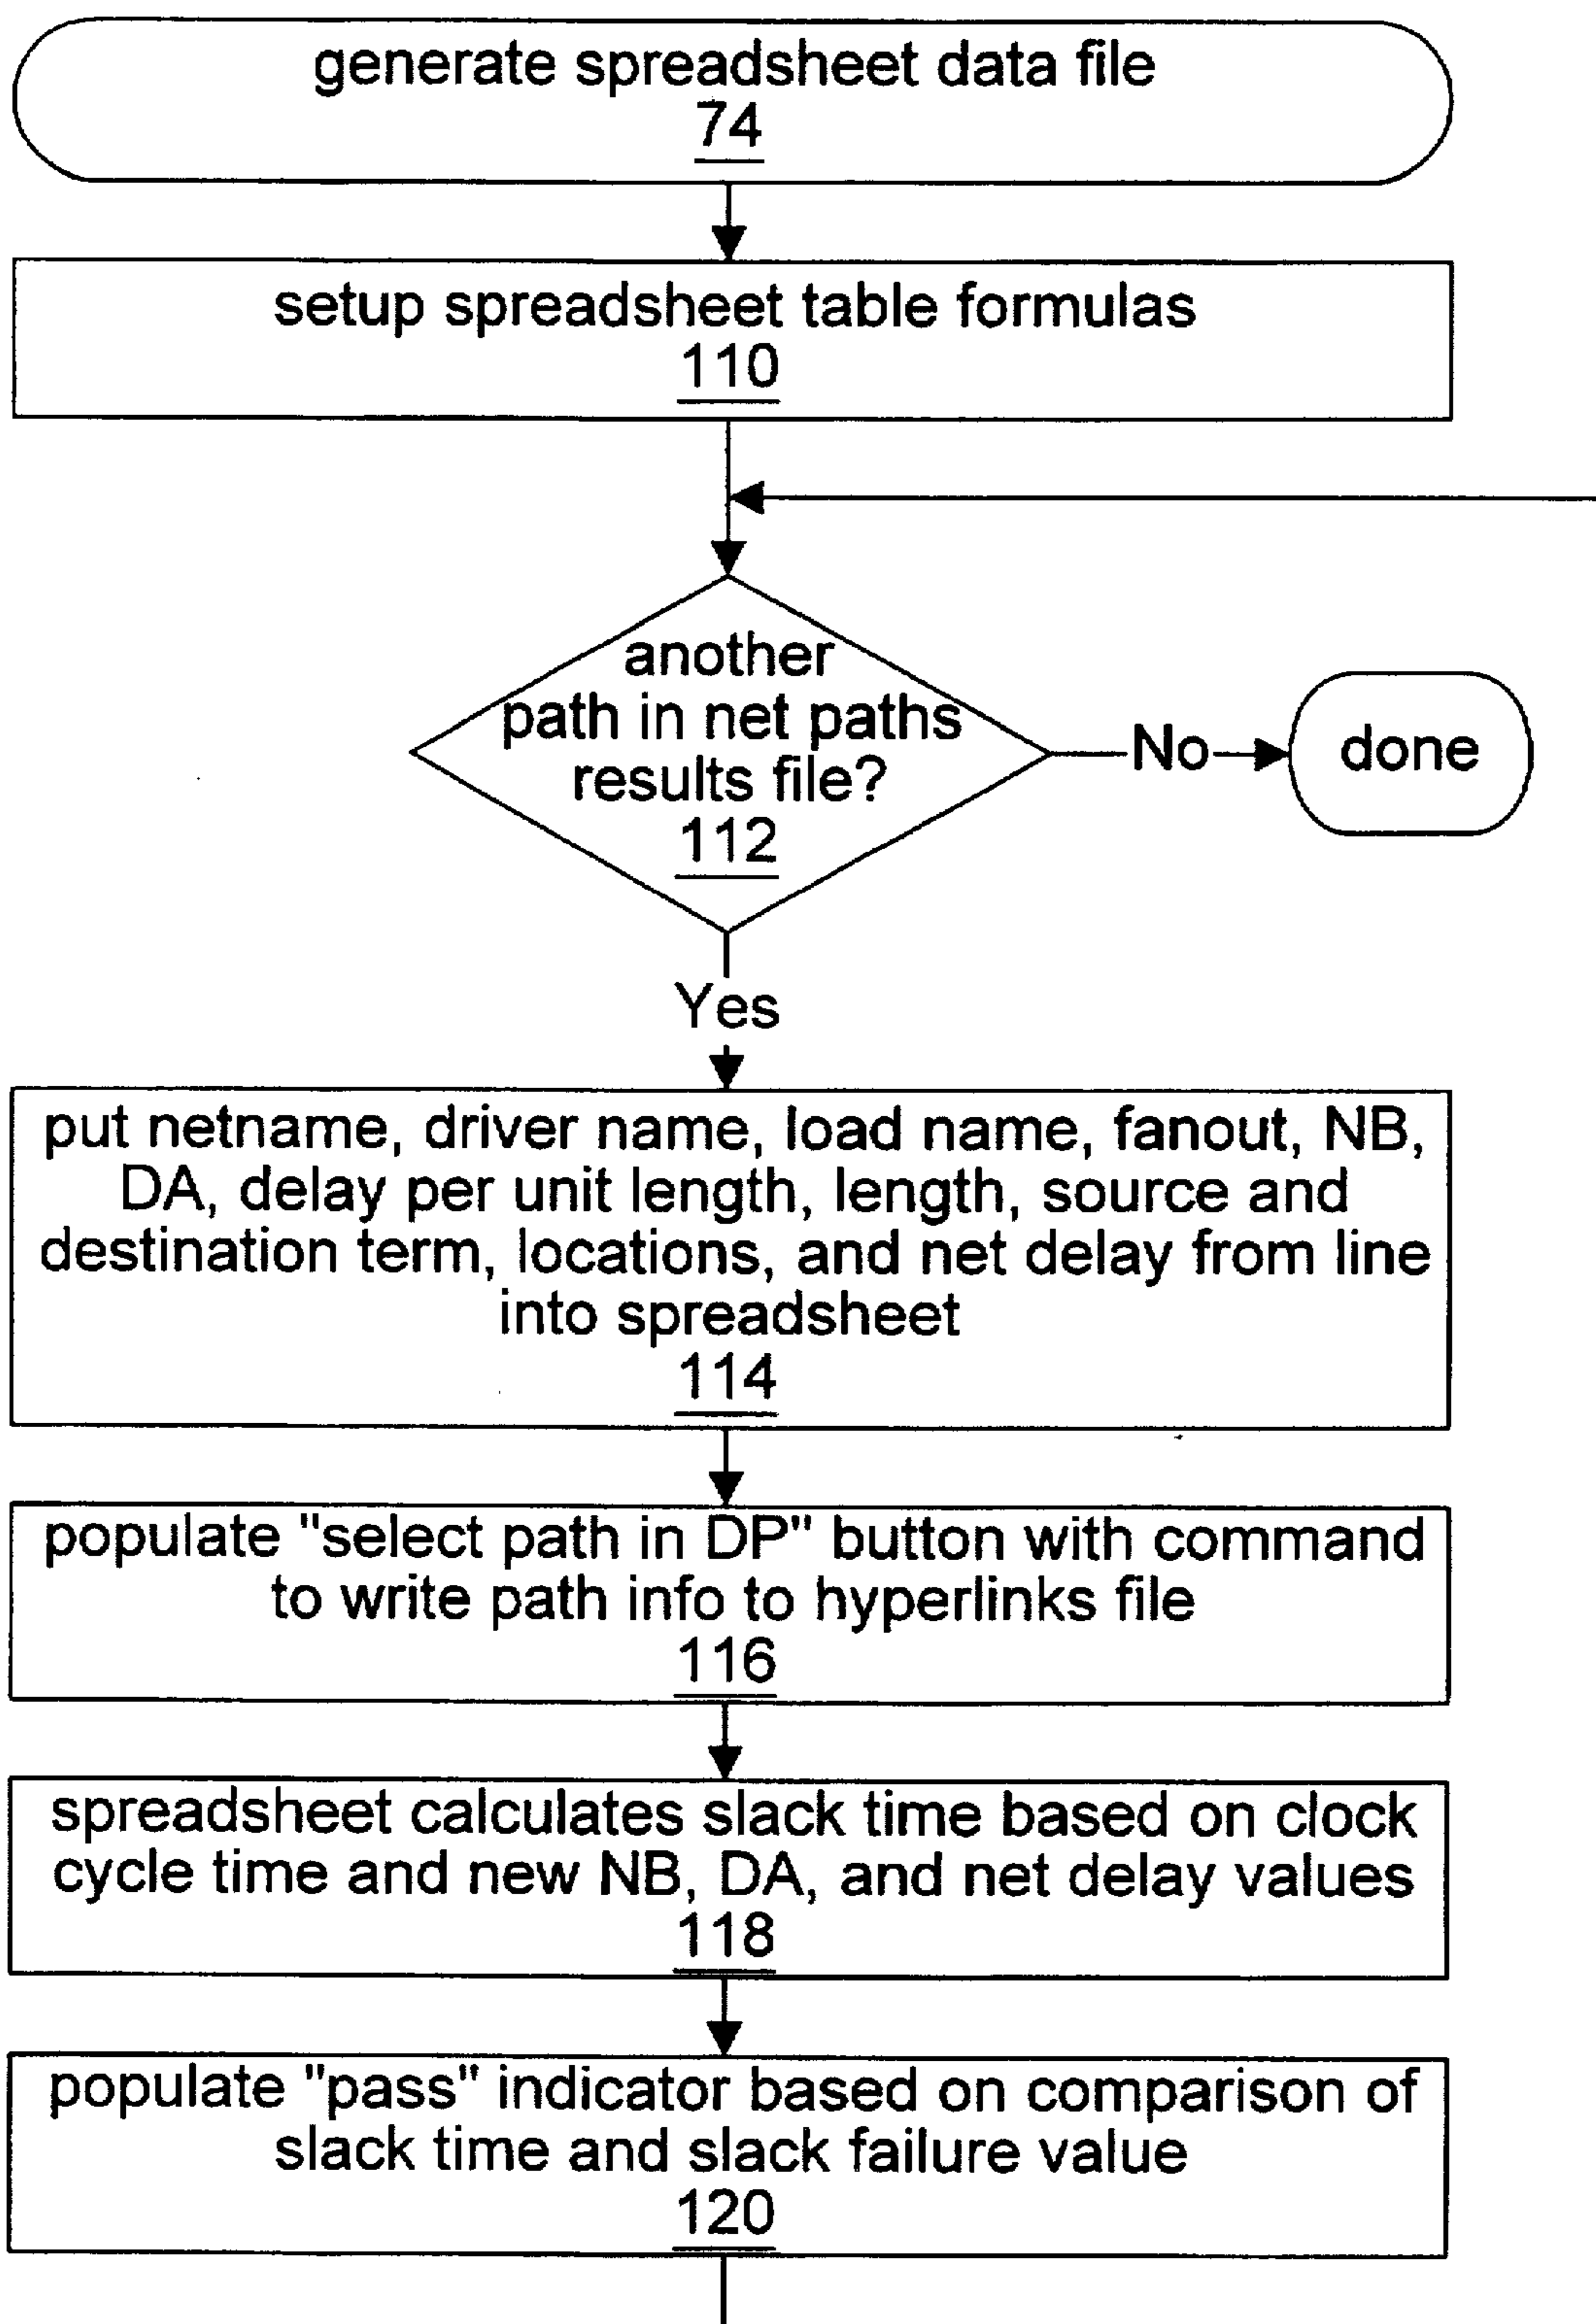 generate spreadsheet data file
74
setup spreadsheet table formulas
110
another
path in net paths
results file?
112
No
done
Yes
put netname, driver name, load name, fanout, NB,
DA, delay per unit length, length, source and
destination term, locations, and net delay from line
into spreadsheet
114
populate "select path in DP" button with command
to write path info to hyperlinks file
116
spreadsheet calculates slack time based on clock
cycle time and new NB, DA, and net delay values
118
populate "pass" indicator based on comparison of
slack time and slack failure value
120